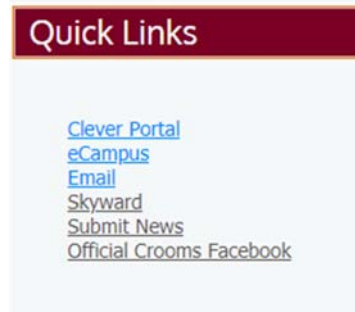 Quick Links
Clever Portal
eCampus
Email
Skyward
Submit News
Official Crooms Facebook